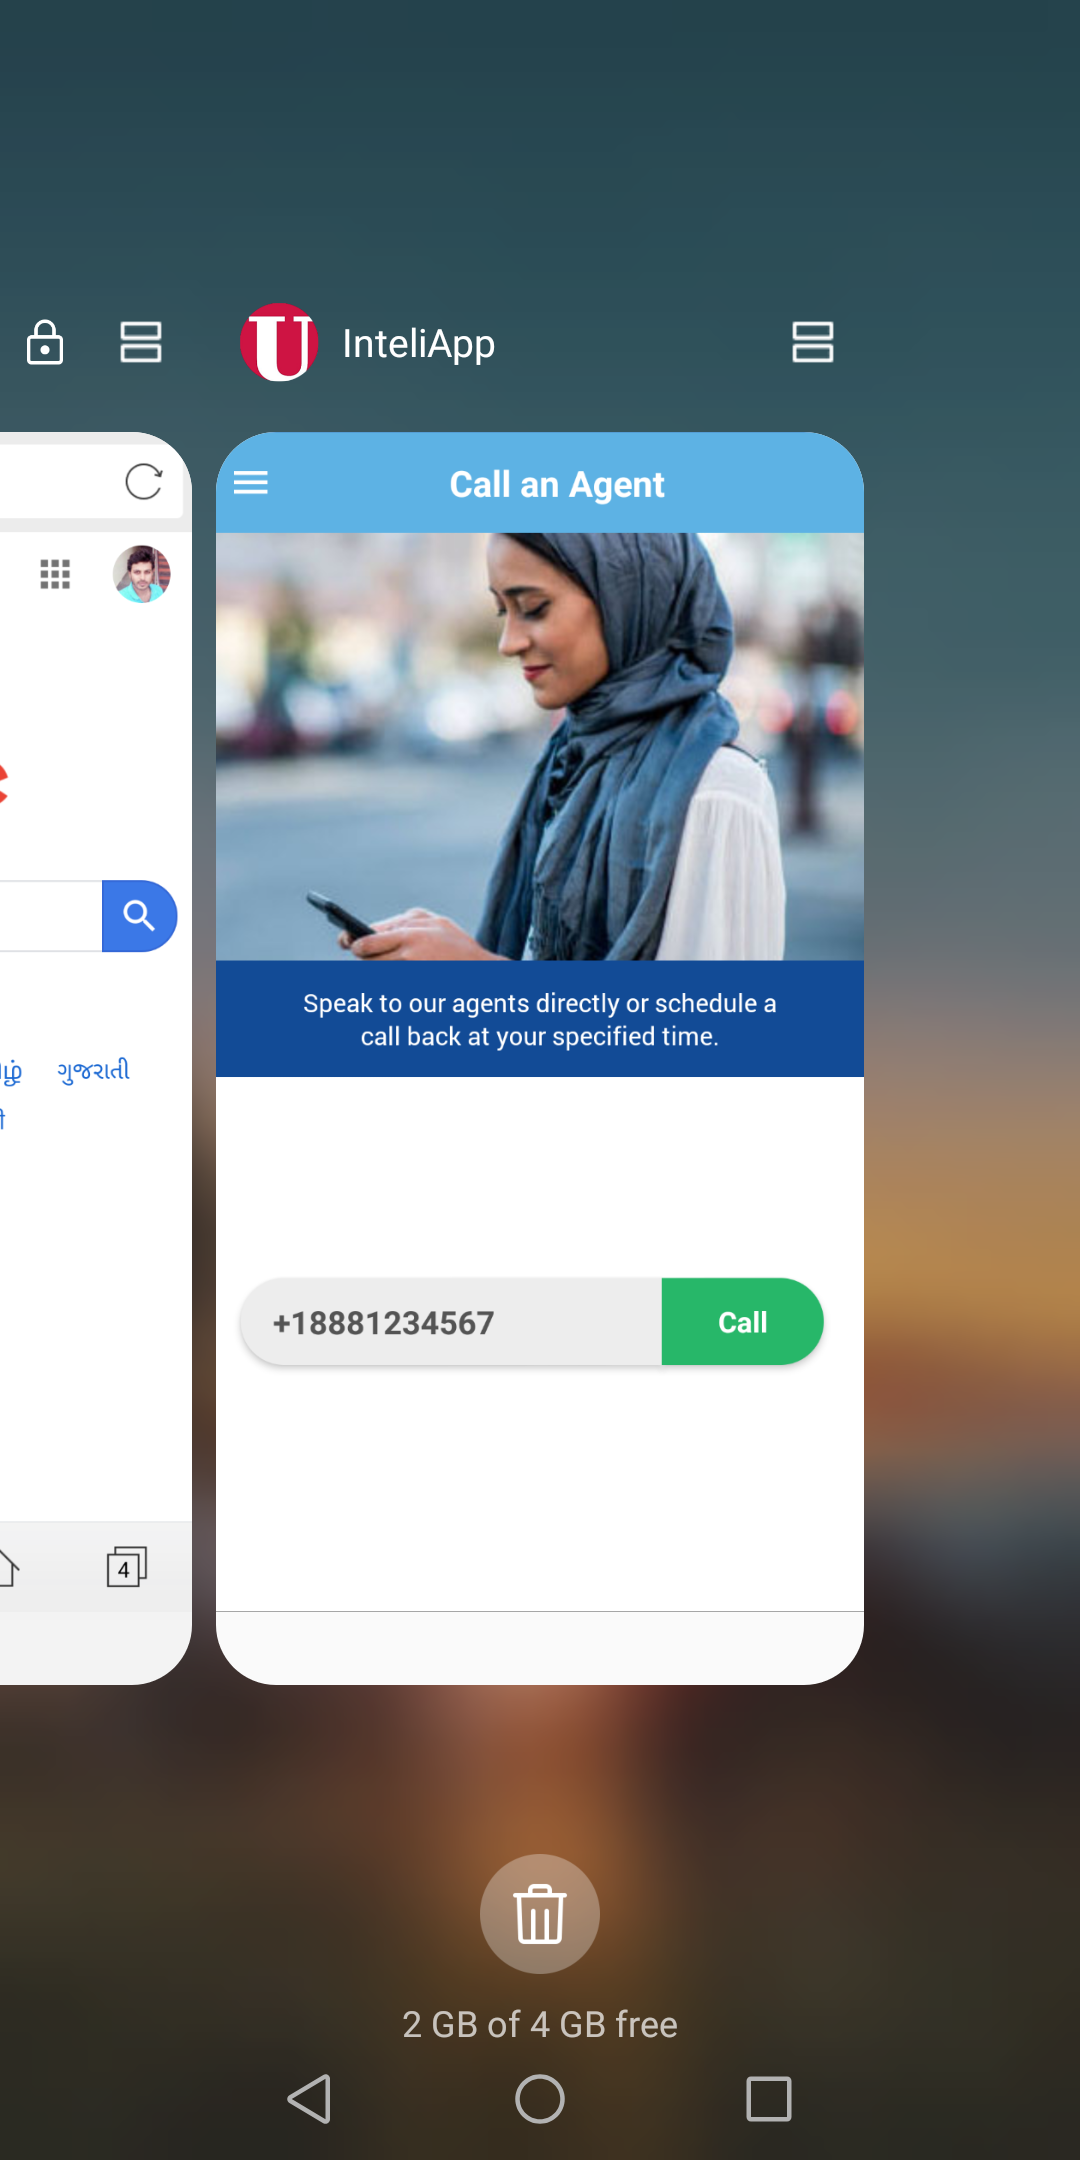 U InteliApp
Call an Agent
Speak to our agents directly or schedule a
call back at your specified time.
ગુજરાતી
+18881234567 Call
4
2 GB of 4 GB free